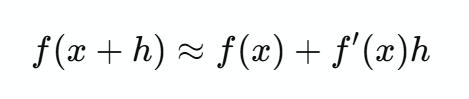 f(x + h) ≈ f(x) + f′(x)h